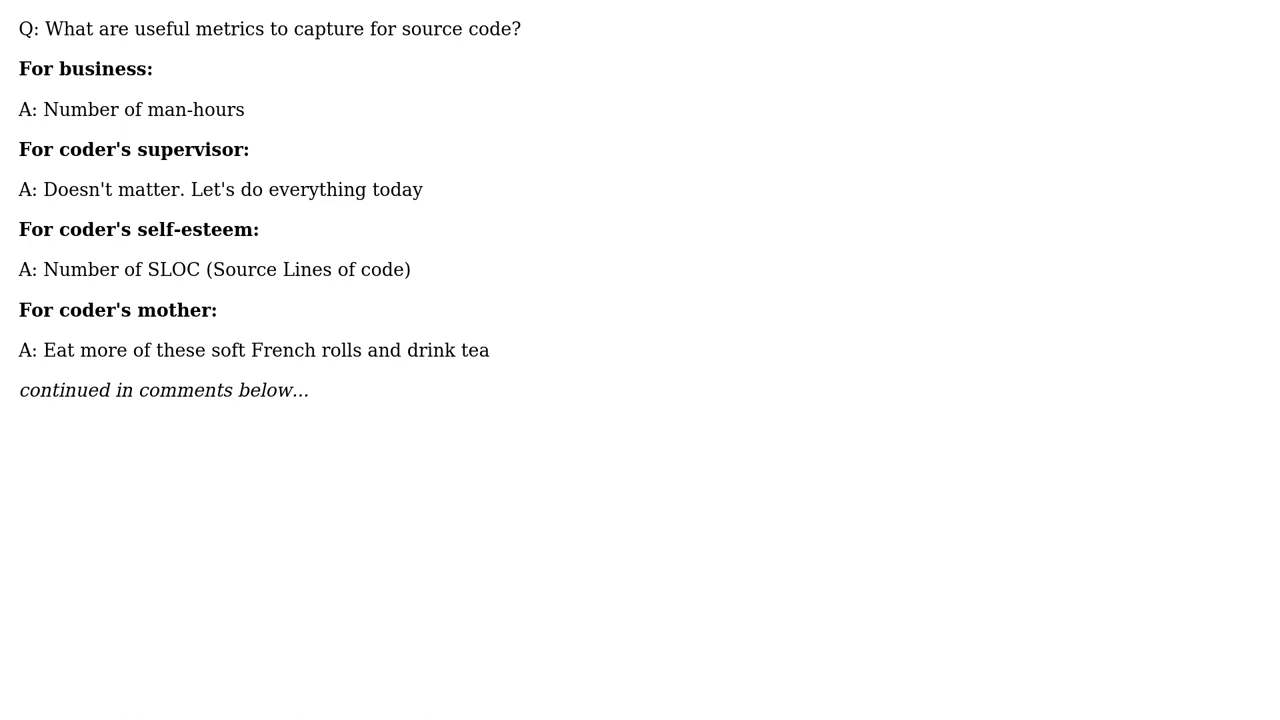 Q: What are useful metrics to capture for source code?
For business:
A: Number of man-hours
For coder's supervisor:
A: Doesn't matter. Let's do everything today
For coder's self-esteem:
A: Number of SLOC (Source Lines of code)
For coder's mother:
A: Eat more of these soft French rolls and drink tea
continued in comments below...